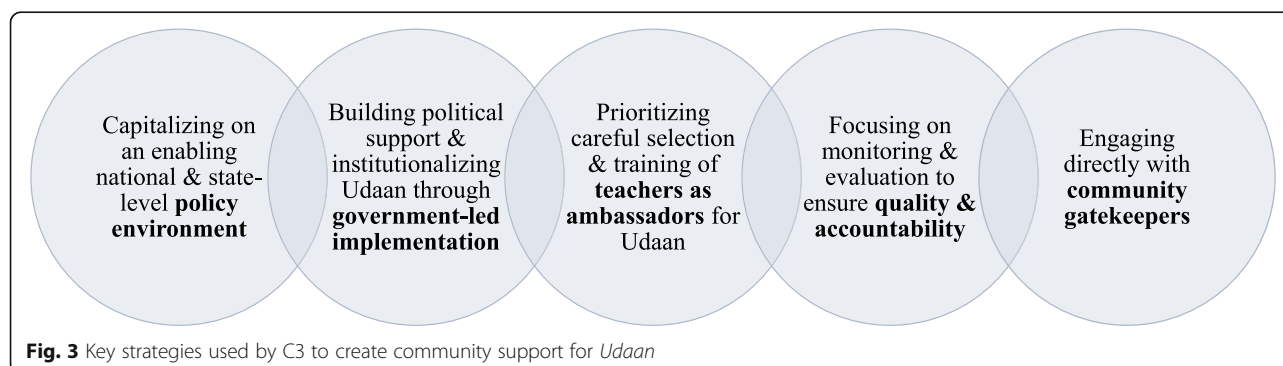 Capitalizing on
an enabling
national & state-
level policy
environment
Building political
support &
institutionalizing
Udaan through
government-led
implementation
Prioritizing
careful selection
& training of
teachers as
ambassadors for
Udaan
Focusing on
monitoring &
evaluation to
ensure quality &
accountability
Engaging
directly with
community
gatekeepers
Fig. 3 Key strategies used by C3 to create community support for Udaan